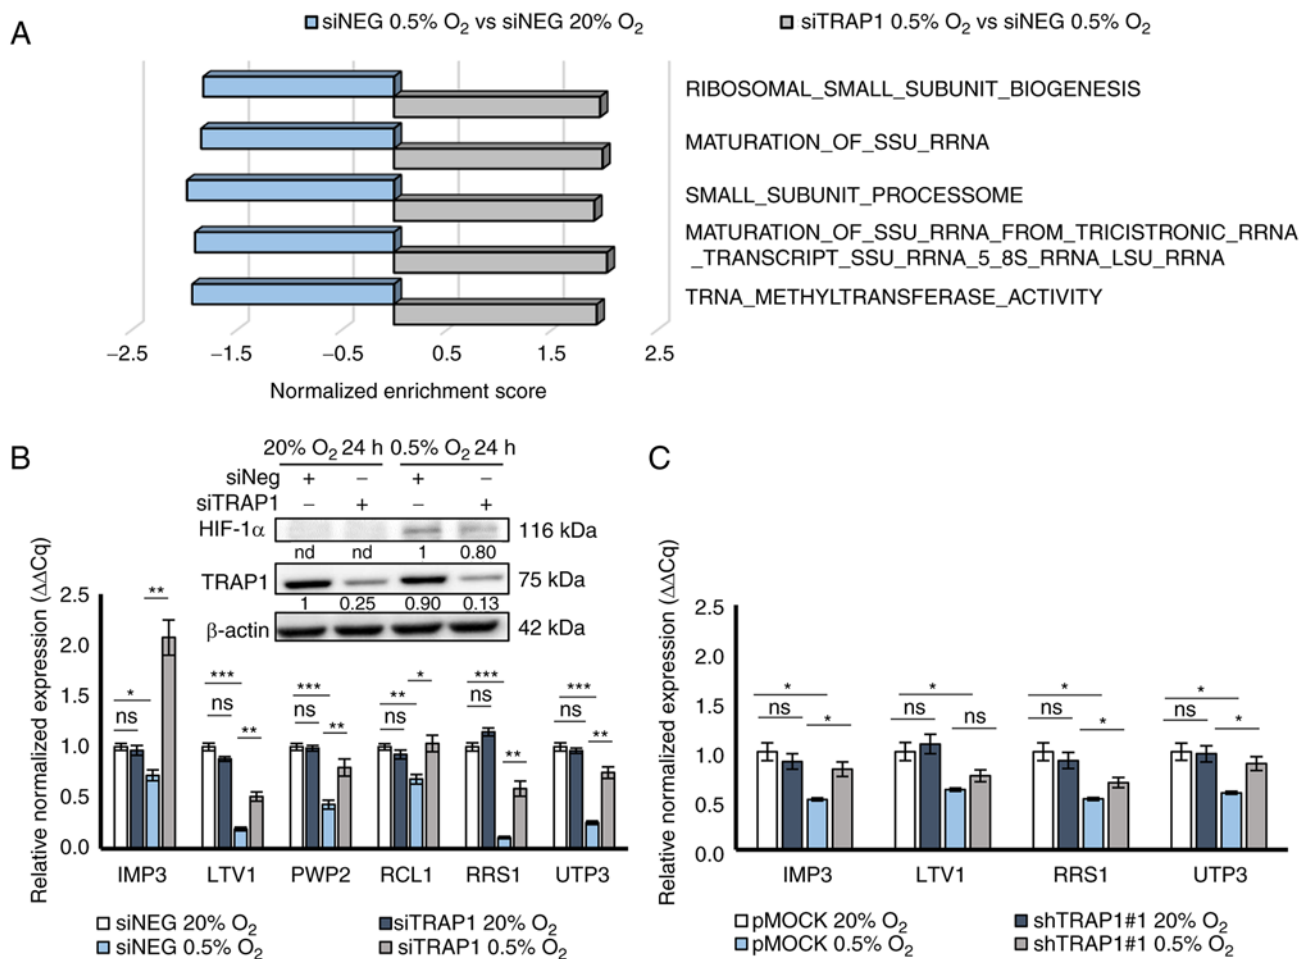 A
siNEG 0.5% O2 vs siNEG 20% O2
siTRAP1 0.5% O2 vs siNEG 0.5% O2
RIBOSOMAL_SMALL_SUBUNIT_BIOGENESIS
MATURATION_OF_SSU_RRNA
SMALL_SUBUNIT_PROCESSOME
MATURATION_OF_SSU_RRNA_FROM_TRICISTRONIC_RRNA
_TRANSCRIPT_SSU_RRNA_5_8S_RRNA_LSU_RRNA
TRNA_METHYLTRANSFERASE_ACTIVITY
−2.5 −1.5 −0.5 0.5 1.5 2.5
Normalized enrichment score
B
20% O2 24 h 0.5% O2 24 h
siNeg + − + −
siTRAP1 − + − +
HIF-1α 116 kDa
nd nd 1 0.80
TRAP1 75 kDa
1 0.25 0.90 0.13
β-actin 42 kDa
Relative normalized expression (ΔΔCq)
2.5
2.0
1.5
1.0
0.5
0.0
* ns **
*** ns **
*** ns **
** ns *
*** ns **
*** ns **
IMP3 LTV1 PWP2 RCL1 RRS1 UTP3
siNEG 20% O2 siTRAP1 20% O2
siNEG 0.5% O2 siTRAP1 0.5% O2
C
Relative normalized expression (ΔΔCq)
2.5
2.0
1.5
1.0
0.5
0.0
* ns *
* ns ns
* ns *
* ns *
IMP3 LTV1 RRS1 UTP3
pMOCK 20% O2 shTRAP1#1 20% O2
pMOCK 0.5% O2 shTRAP1#1 0.5% O2